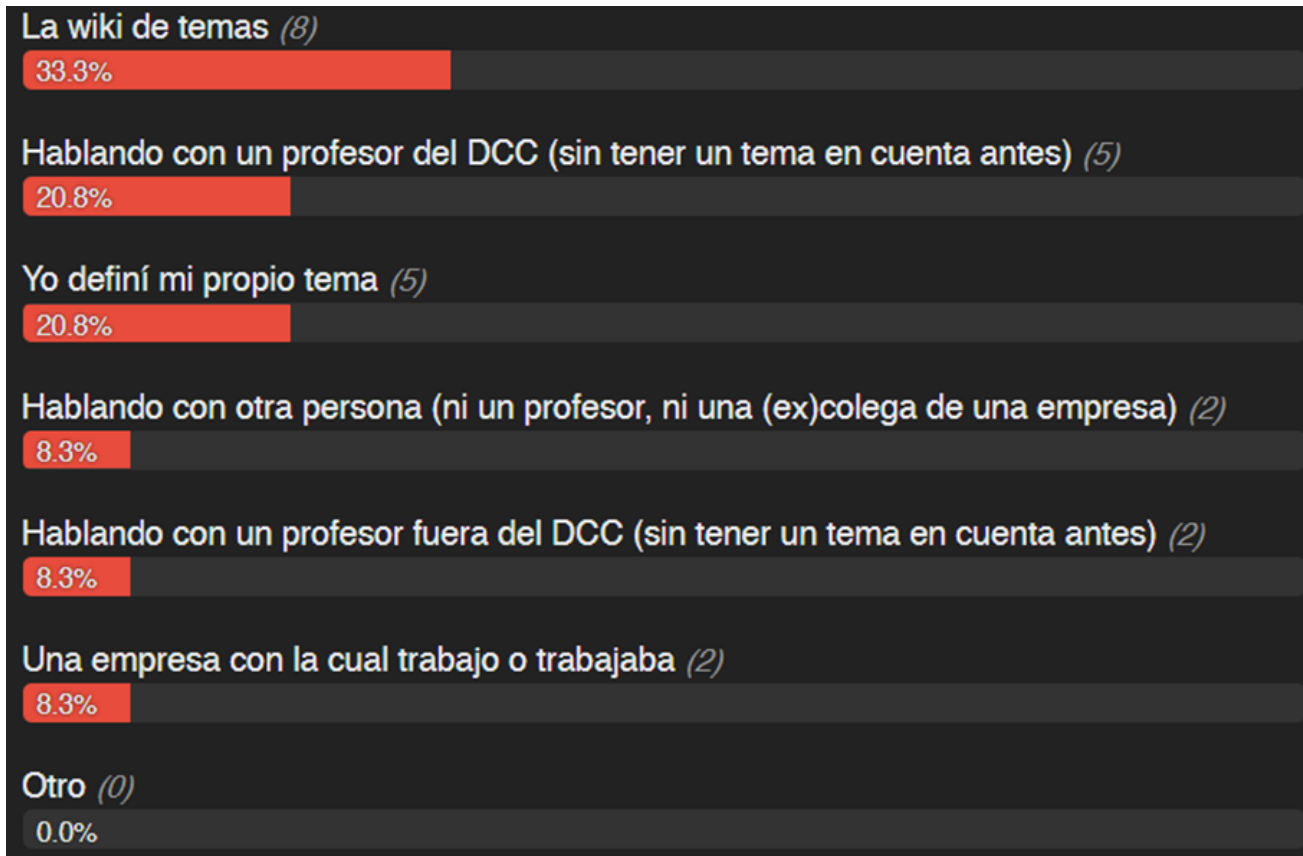 La wiki de temas (8)
33.3%
Hablando con un profesor del DCC (sin tener un tema en cuenta antes) (5)
20.8%
Yo definí mi propio tema (5)
20.8%
Hablando con otra persona (ni un profesor, ni una (ex)colega de una empresa) (2)
8.3%
Hablando con un profesor fuera del DCC (sin tener un tema en cuenta antes) (2)
8.3%
Una empresa con la cual trabajo o trabajaba (2)
8.3%
Otro (0)
0.0%